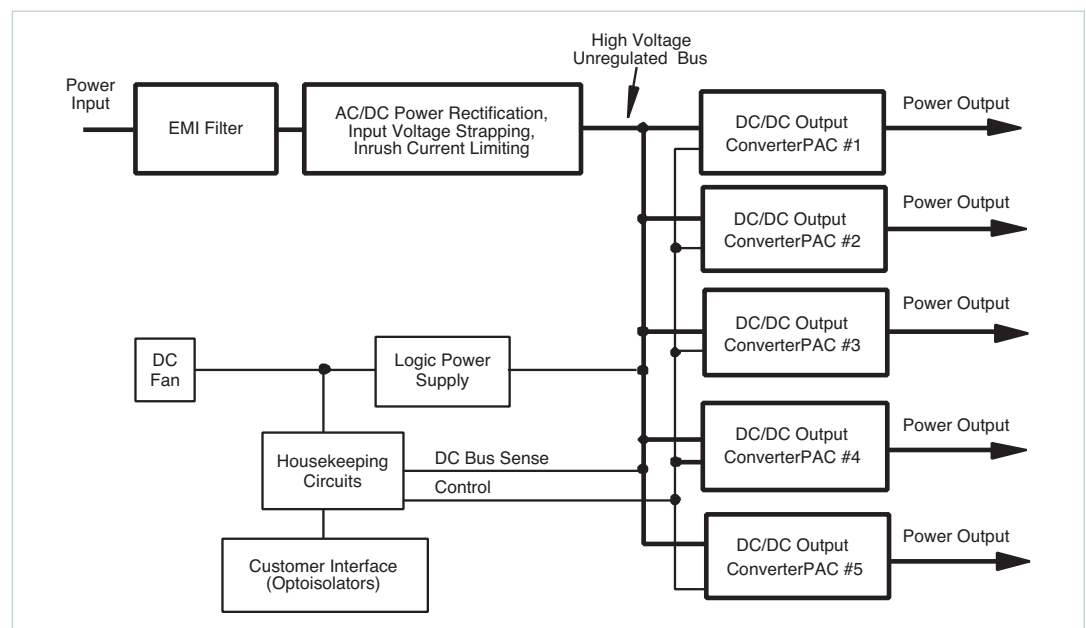 High Voltage
Unregulated Bus
Power
Input
EMI Filter
AC/DC Power Rectification,
Input Voltage Strapping,
Inrush Current Limiting
DC/DC Output
ConverterPAC #1
Power Output
DC/DC Output
ConverterPAC #2
Power Output
DC/DC Output
ConverterPAC #3
Power Output
DC/DC Output
ConverterPAC #4
Power Output
DC/DC Output
ConverterPAC #5
Power Output
DC
Fan
Logic Power
Supply
Housekeeping
Circuits
DC Bus Sense
Control
Customer Interface
(Optoisolators)